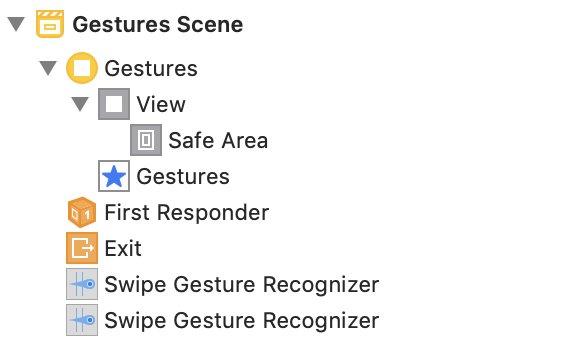 Gestures Scene
Gestures
View
Safe Area
Gestures
First Responder
Exit
Swipe Gesture Recognizer
Swipe Gesture Recognizer